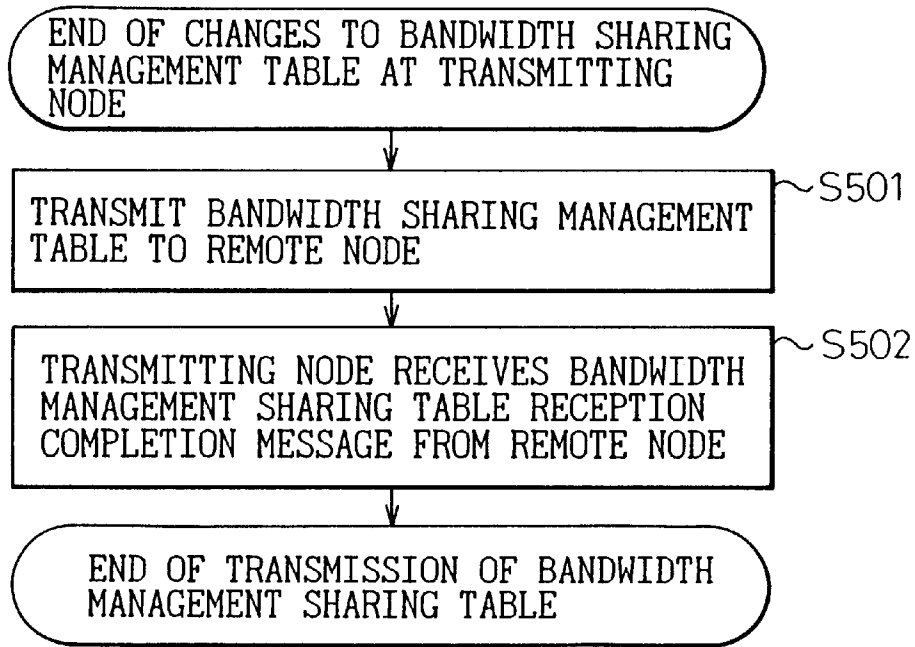 END OF CHANGES TO BANDWIDTH SHARING
MANAGEMENT TABLE AT TRANSMITTING
NODE
S501
TRANSMIT BANDWIDTH SHARING MANAGEMENT
TABLE TO REMOTE NODE
S502
TRANSMITTING NODE RECEIVES BANDWIDTH
MANAGEMENT SHARING TABLE RECEPTION
COMPLETION MESSAGE FROM REMOTE NODE
END OF TRANSMISSION OF BANDWIDTH
MANAGEMENT SHARING TABLE